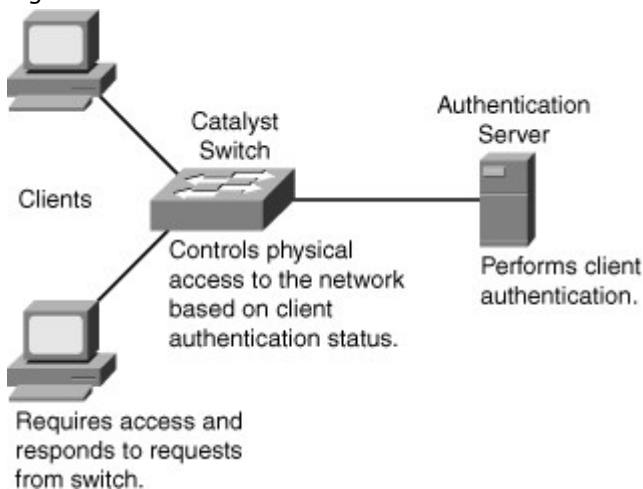 Catalyst
Switch
Authentication
Server
Clients
Controls physical
access to the network
based on client
authentication status.
Performs client
authentication.
Requires access and
responds to requests
from switch.